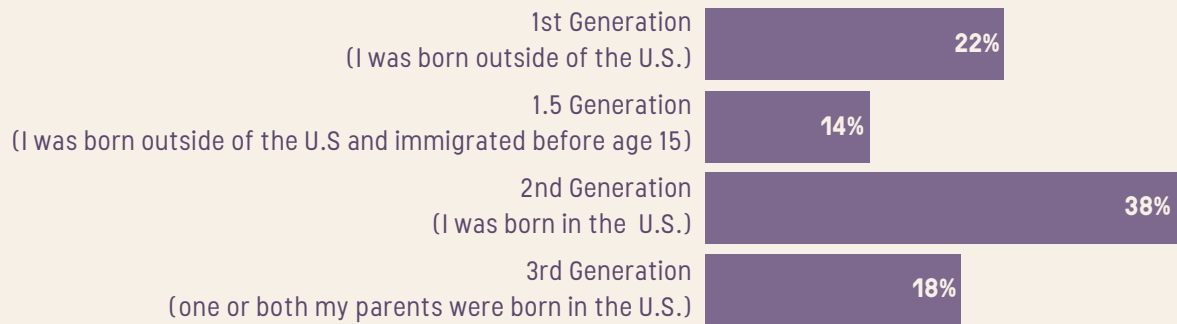 1st Generation
(I was born outside of the U.S.)
22%
1.5 Generation
(I was born outside of the U.S and immigrated before age 15)
14%
2nd Generation
(I was born in the  U.S.)
38%
3rd Generation
(one or both my parents were born in the U.S.)
18%